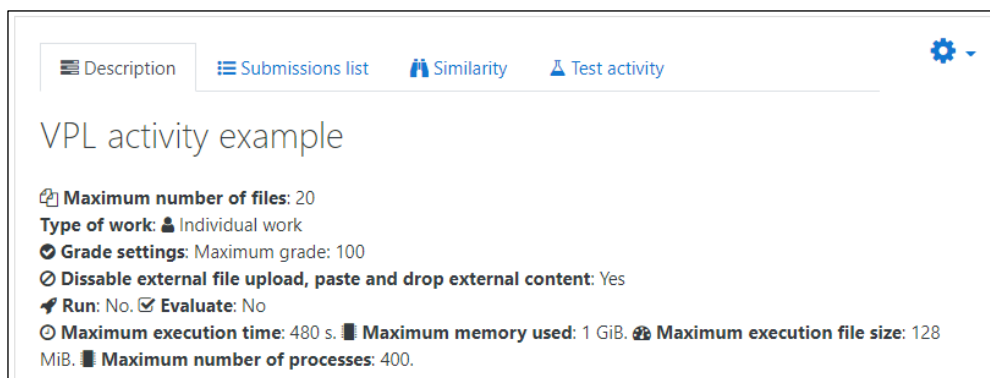 Description Submissions list Similarity Test activity
VPL activity example
Maximum number of files: 20
Type of work: Individual work
Grade settings: Maximum grade: 100
Dissable external file upload, paste and drop external content: Yes
Run: No. Evaluate: No
Maximum execution time: 480 s. Maximum memory used: 1 GiB. Maximum execution file size: 128
MiB. Maximum number of processes: 400.